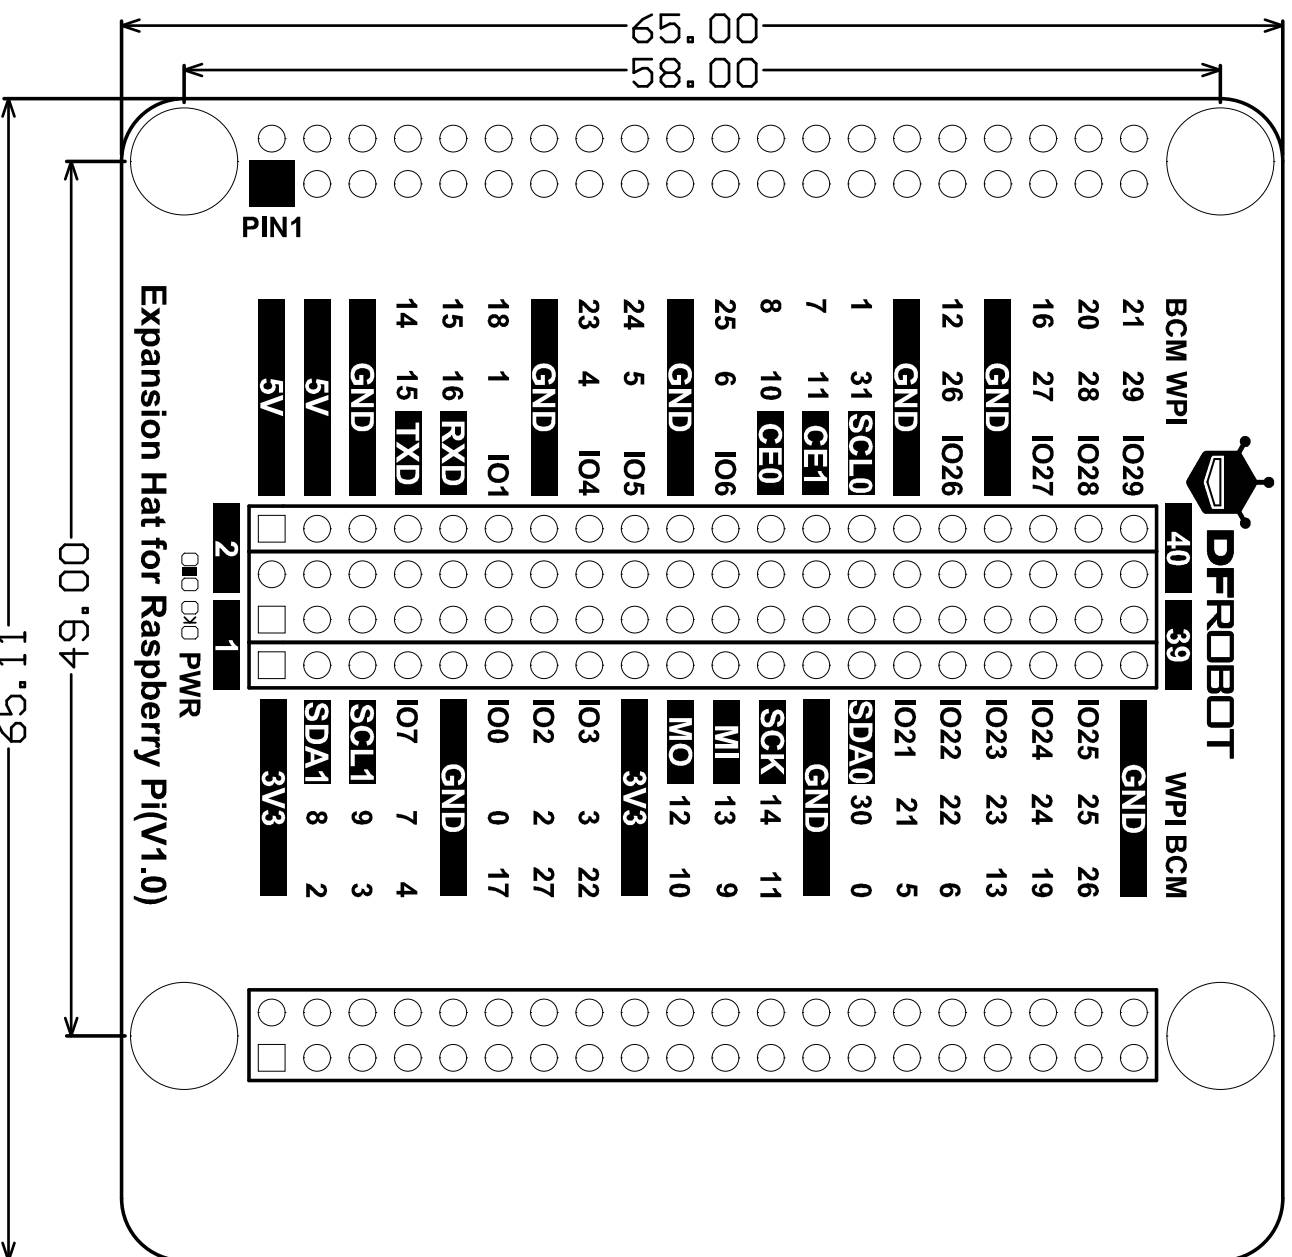 65.00
58.00
49.00
65.11
PIN1
Expansion Hat for Raspberry Pi(V1.0)
PWR
BCM WPI
21 29 IO29
20 28 IO28
16 27 IO27
GND
12 26 IO26
GND
1 31 SCL0
7 11 CE1
8 10 CE0
25 6 IO6
GND
24 5 IO5
23 4 IO4
GND
18 1 IO1
15 16 RXD
14 15 TXD
GND
5V
5V
40
39
2
1
DFROBOT
WPI BCM
GND
IO25 25 26
IO24 24 19
IO23 23 13
IO22 22 6
IO21 21 5
SDA0 30 0
GND
SCK 14 11
MI 13 9
MO 12 10
3V3
IO3 3 22
IO2 2 27
IO0 0 17
GND
IO7 7 4
SCL1 9 3
SDA1 8 2
3V3